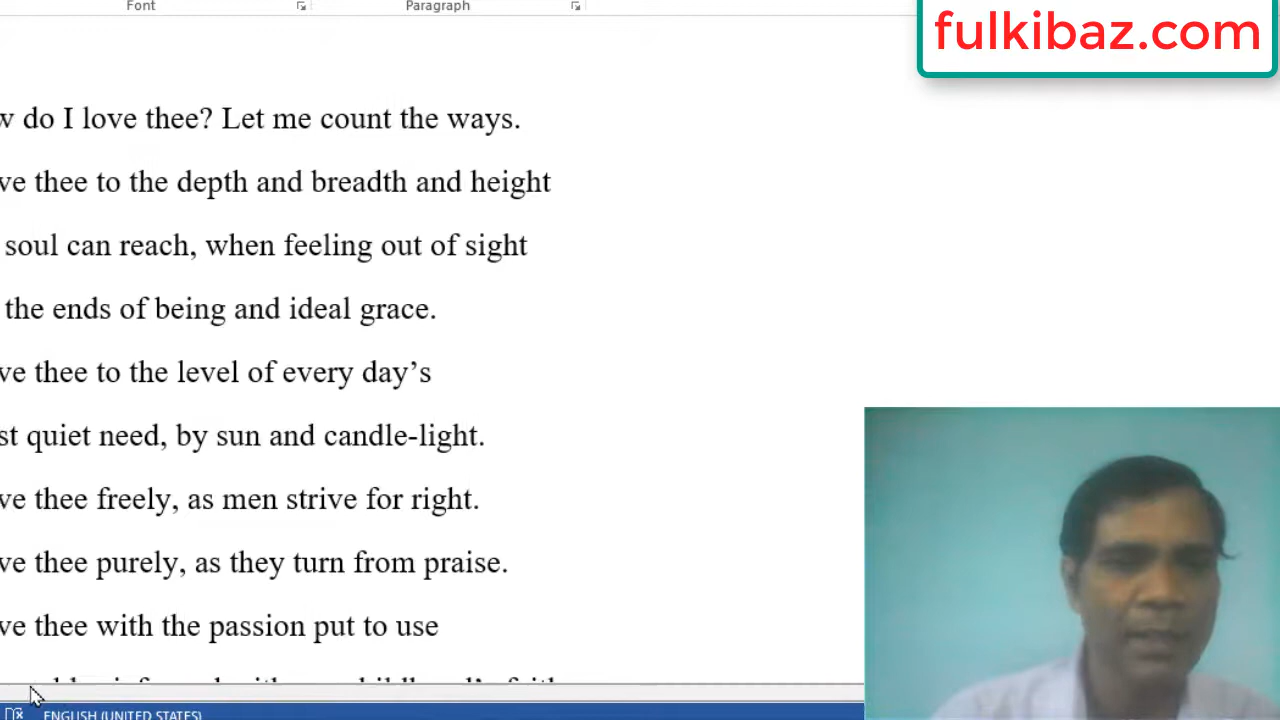 Font Paragraph
fulkibaz.com
w do I love thee? Let me count the ways.
ve thee to the depth and breadth and height
soul can reach, when feeling out of sight
the ends of being and ideal grace.
ve thee to the level of every day’s
st quiet need, by sun and candle-light.
ve thee freely, as men strive for right.
ve thee purely, as they turn from praise.
ve thee with the passion put to use
ENGLISH (UNITED STATES)